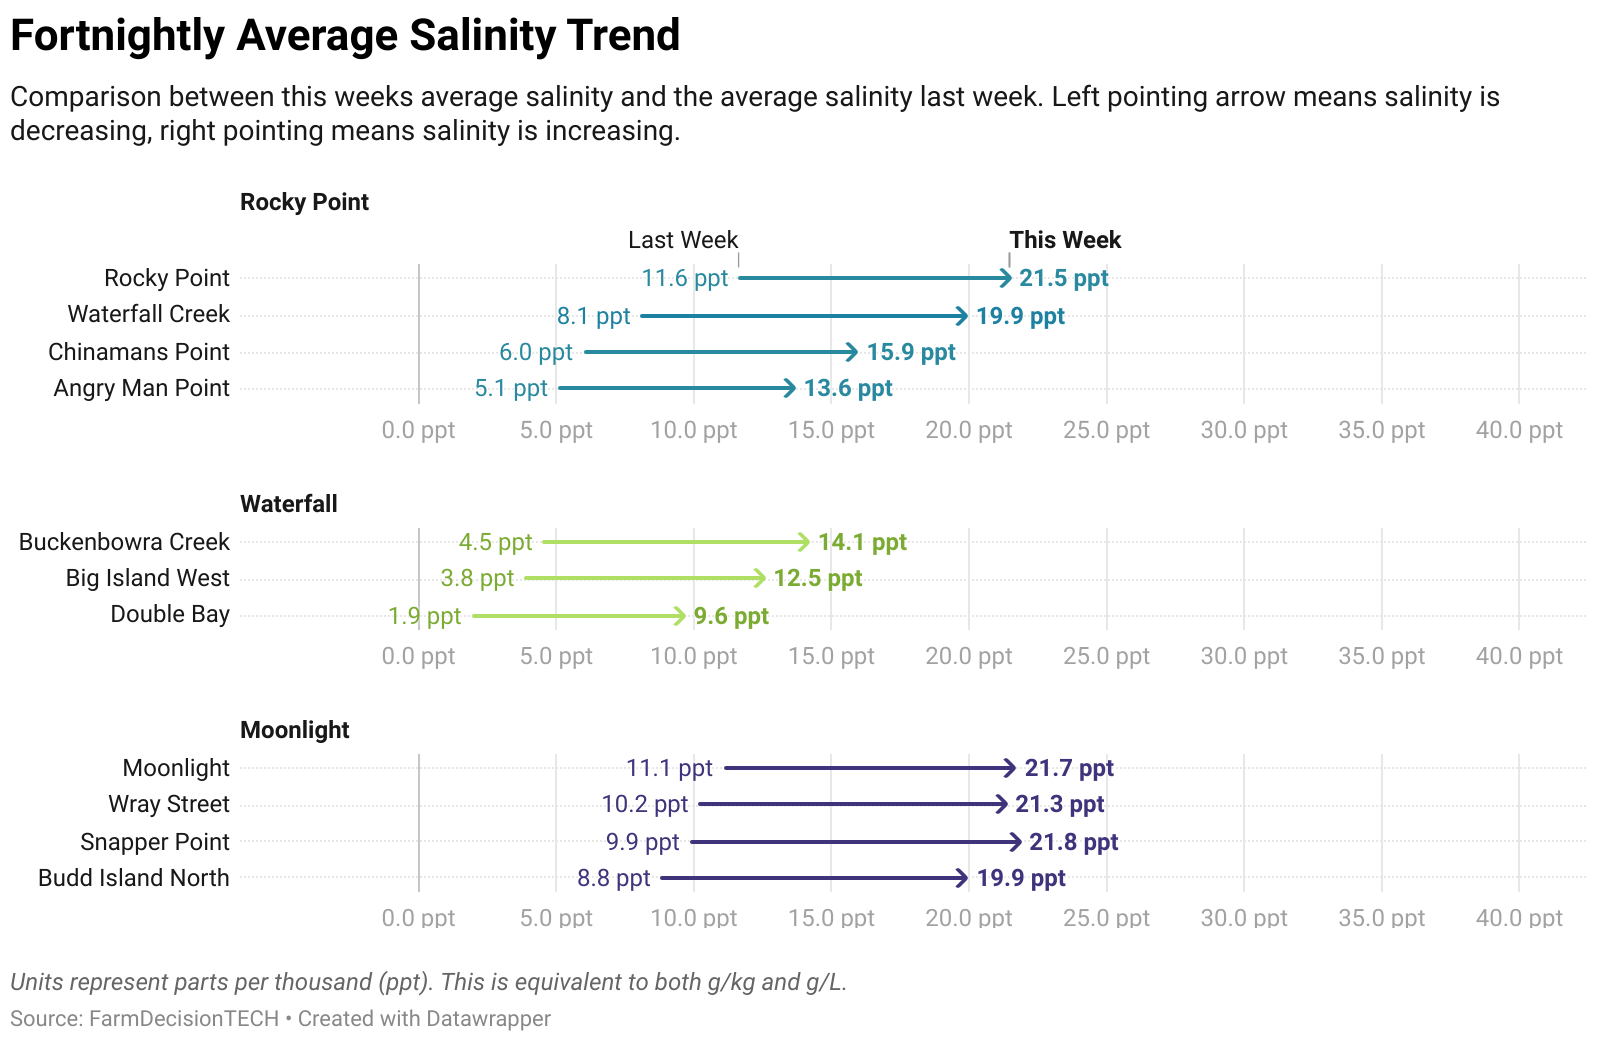 Fortnightly Average Salinity Trend
Comparison between this weeks average salinity and the average salinity last week. Left pointing arrow means salinity is
decreasing, right pointing means salinity is increasing.
Rocky Point
Last Week This Week
Rocky Point 11.6 ppt 21.5 ppt
Waterfall Creek 8.1 ppt 19.9 ppt
Chinamans Point 6.0 ppt 15.9 ppt
Angry Man Point 5.1 ppt 13.6 ppt
0.0 ppt 5.0 ppt 10.0 ppt 15.0 ppt 20.0 ppt 25.0 ppt 30.0 ppt 35.0 ppt 40.0 ppt
Waterfall
Buckenbowra Creek 4.5 ppt 14.1 ppt
Big Island West 3.8 ppt 12.5 ppt
Double Bay 1.9 ppt 9.6 ppt
0.0 ppt 5.0 ppt 10.0 ppt 15.0 ppt 20.0 ppt 25.0 ppt 30.0 ppt 35.0 ppt 40.0 ppt
Moonlight
Moonlight 11.1 ppt 21.7 ppt
Wray Street 10.2 ppt 21.3 ppt
Snapper Point 9.9 ppt 21.8 ppt
Budd Island North 8.8 ppt 19.9 ppt
0.0 ppt 5.0 ppt 10.0 ppt 15.0 ppt 20.0 ppt 25.0 ppt 30.0 ppt 35.0 ppt 40.0 ppt
Units represent parts per thousand (ppt). This is equivalent to both g/kg and g/L.
Source: FarmDecisionTECH • Created with Datawrapper